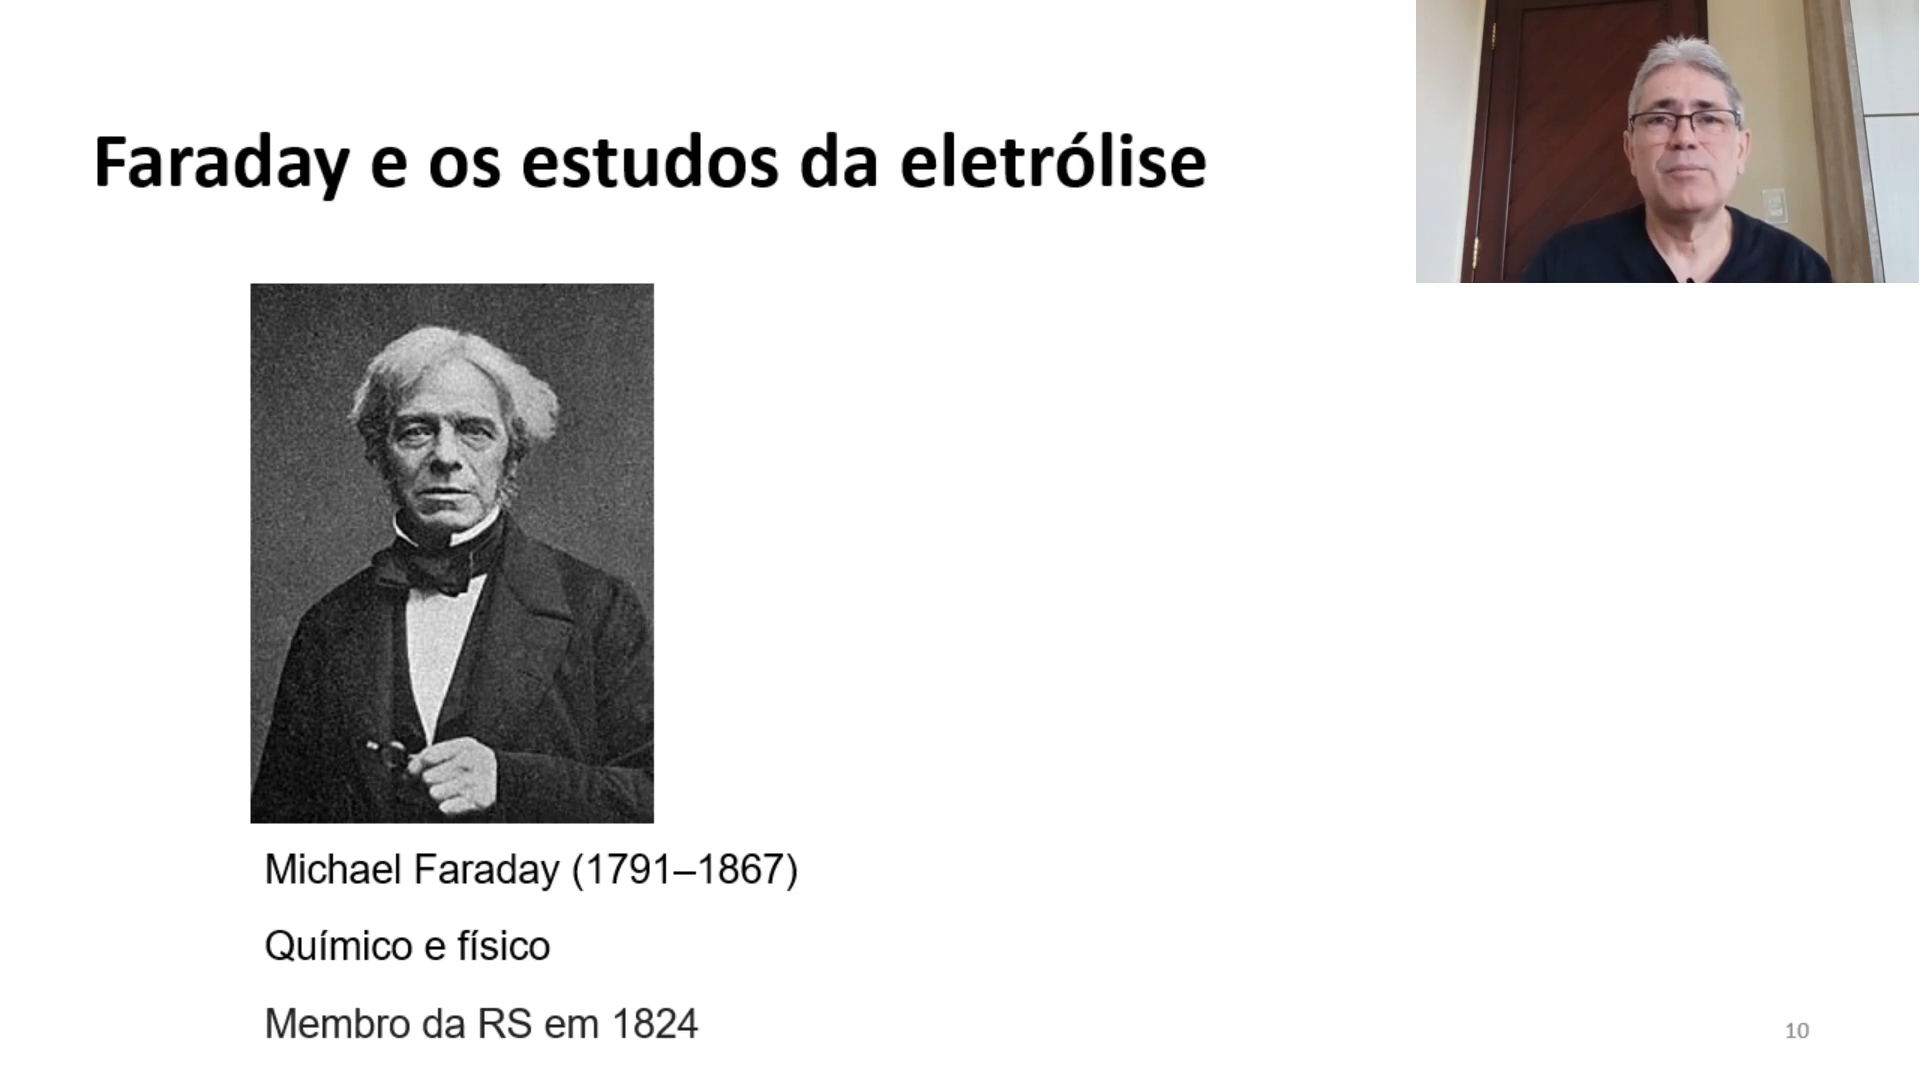 Faraday e os estudos da eletrólise
Michael Faraday (1791–1867)
Químico e físico
Membro da RS em 1824
10